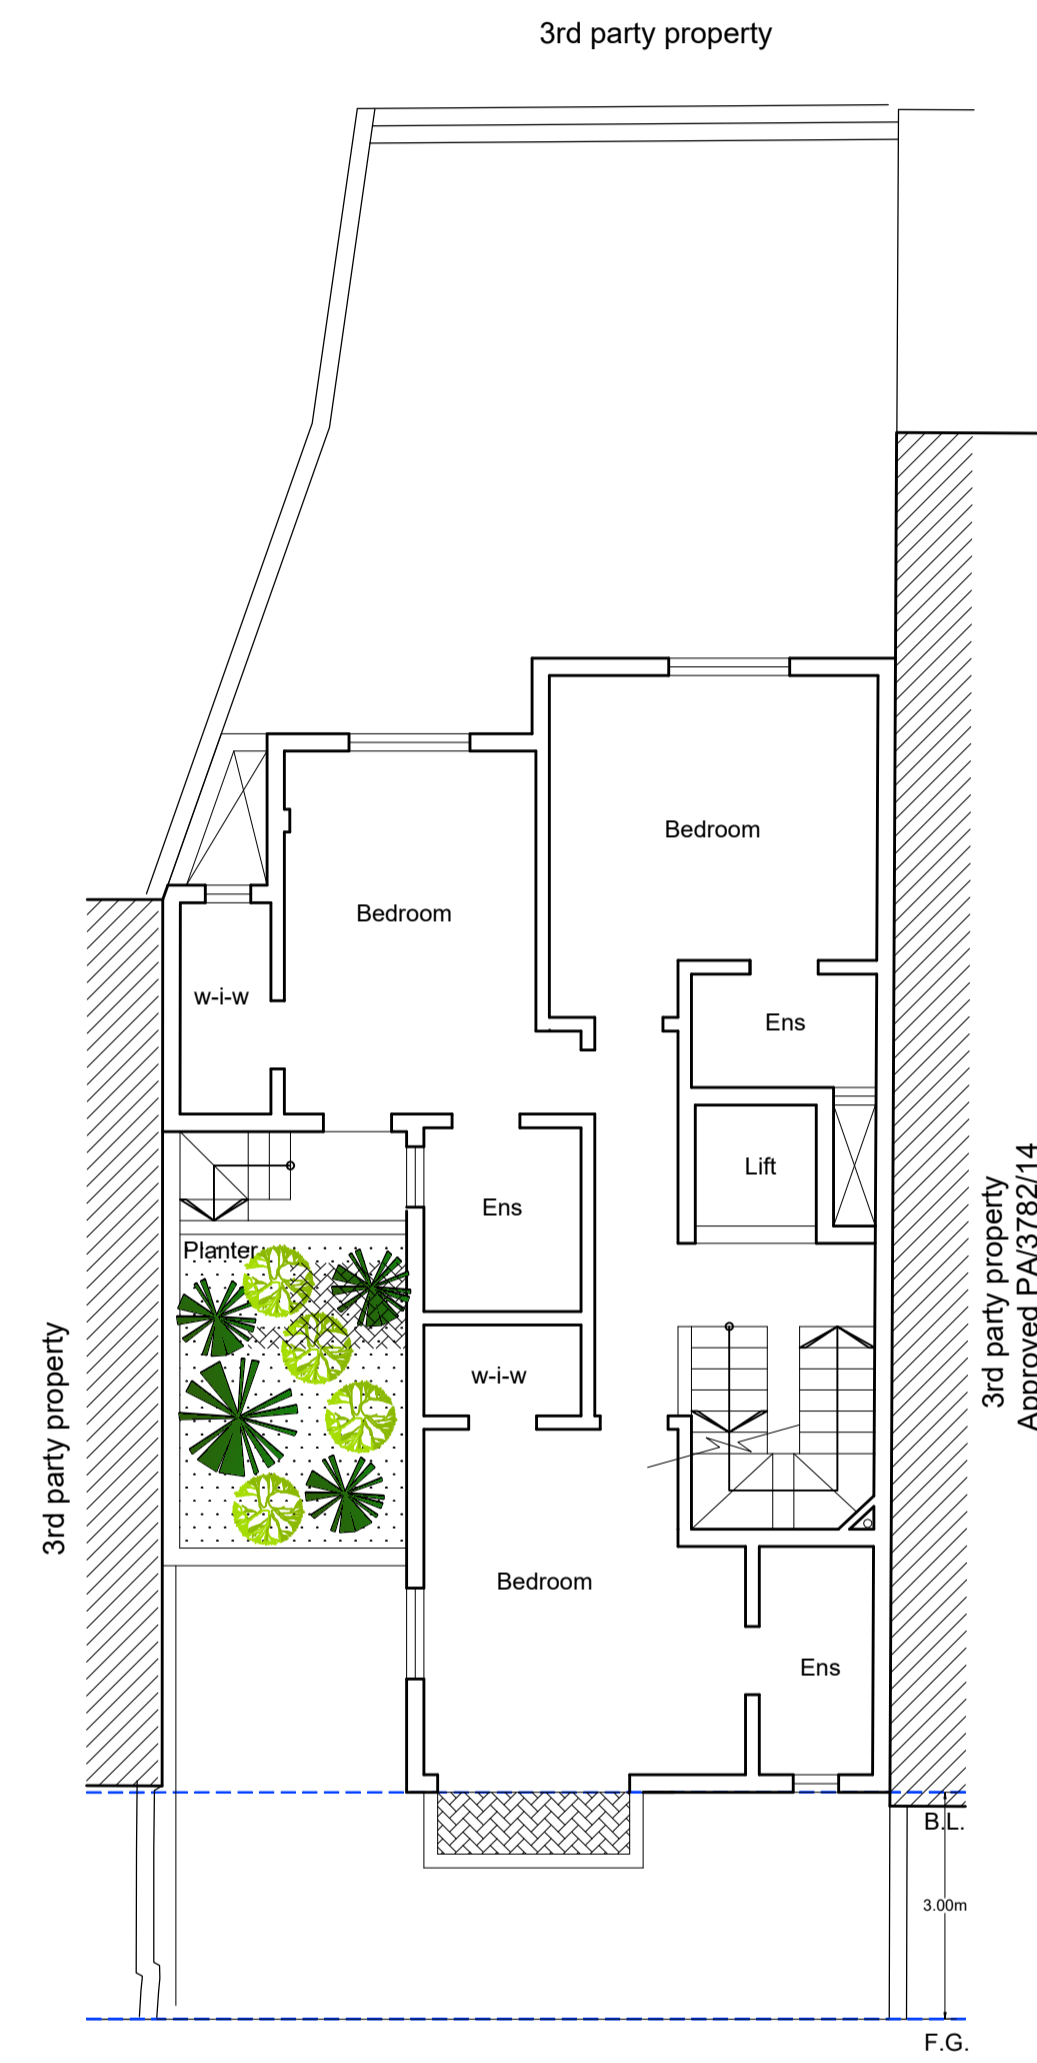 3rd party property
Bedroom
Bedroom
w-i-w
Ens
Lift
Ens
3rd party property
Approved PA/3782/14
Planter
3rd party property
w-i-w
Bedroom
Ens
B.L.
3.00m
F.G.